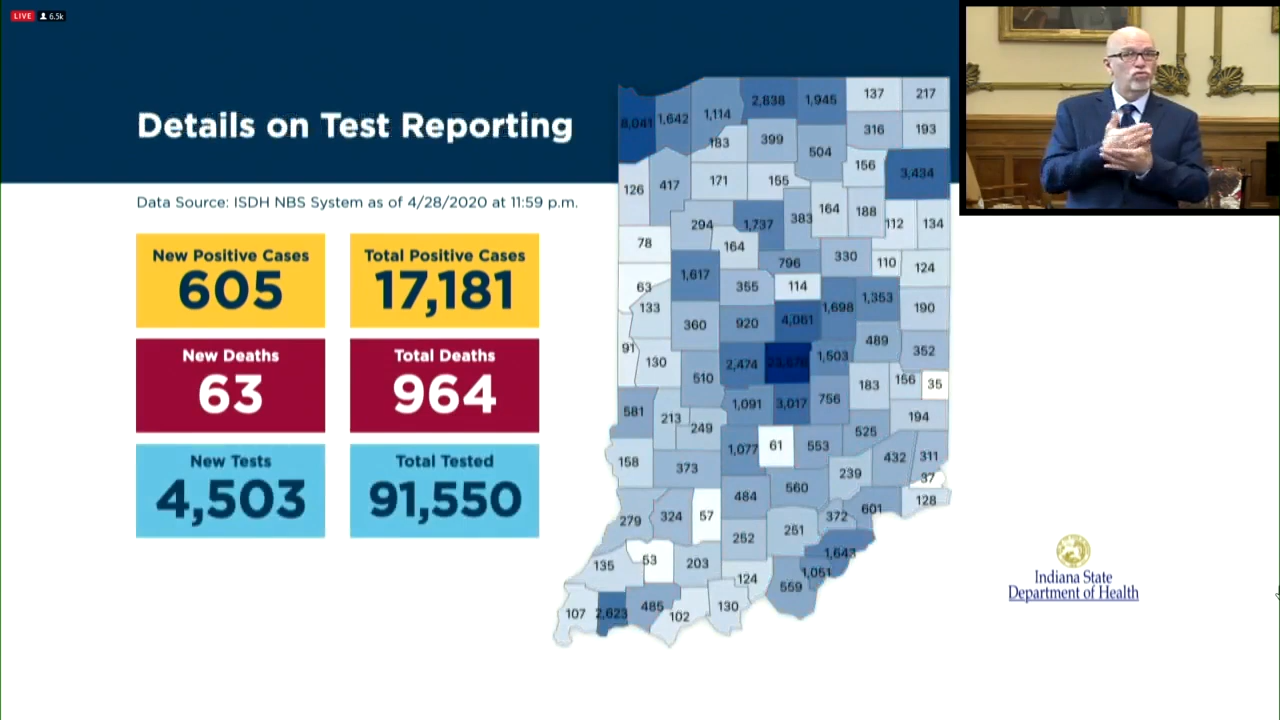 LIVE 6.5k
Details on Test Reporting
Data Source: ISDH NBS System as of 4/28/2020 at 11:59 p.m.
New Positive Cases
605
Total Positive Cases
17,181
New Deaths
63
Total Deaths
964
New Tests
4,503
Total Tested
91,550
8,041 1,642 1,114 2,838 1,945 137 217
183 399 504 316 193
126 417 171 155 156 3,434
294 1,737 383 164 188 112 134
78 164
1,617 796 330 110 124
63 355 114
133 360 920 4,061 1,698 1,353 190
91 130 489 352
510 2,474 1,503 183 156 35
581 213 249 1,091 3,017 756 194
158 373 1,077 61 553 525 432 311
239 37
279 324 57 484 560 372 601 128
252 251
135 53 203 1,643
124 559 1,051
107 2,623 485 102 130
Indiana State
Department of Health